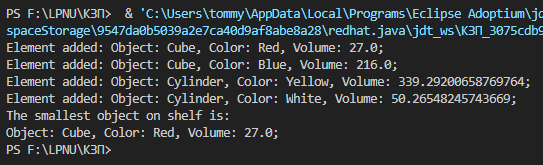 PS F:\LPNU\КЗП>  & 'C:\Users\tommy\AppData\Local\Programs\Eclipse Adoptium\jd
spaceStorage\9547da0b5039a2e7ca40d9af8abe8a28\redhat.java\jdt_ws\КЗП_3075cdb9
Element added: Object: Cube, Color: Red, Volume: 27.0;
Element added: Object: Cube, Color: Blue, Volume: 216.0;
Element added: Object: Cylinder, Color: Yellow, Volume: 339.29200658769764;
Element added: Object: Cylinder, Color: White, Volume: 50.26548245743669;
The smallest object on shelf is:
Object: Cube, Color: Red, Volume: 27.0;
PS F:\LPNU\КЗП>